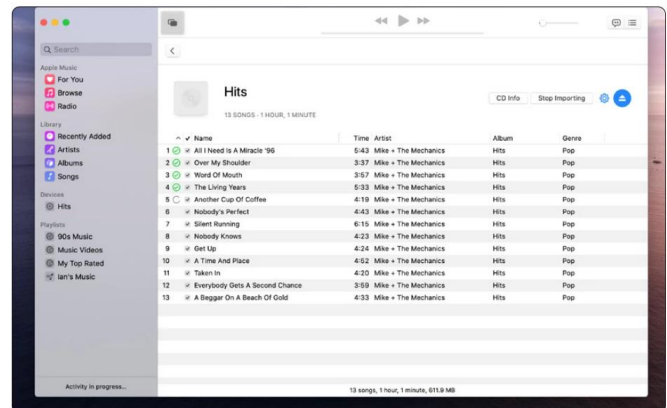 Search
Apple Music
For You
Browse
Radio
Library
Recently Added
Artists
Albums
Songs
Devices
Hits
Playlists
90s Music
Music Videos
My Top Rated
Ian's Music
Activity in progress...
Hits
13 SONGS · 1 HOUR, 1 MINUTE
CD Info Stop Importing
Name Time Artist Album Genre
1 All I Need Is A Miracle '96 5:43 Mike + The Mechanics Hits Pop
2 Over My Shoulder 3:37 Mike + The Mechanics Hits Pop
3 Word Of Mouth 3:57 Mike + The Mechanics Hits Pop
4 The Living Years 5:33 Mike + The Mechanics Hits Pop
5 Another Cup Of Coffee 4:19 Mike + The Mechanics Hits Pop
6 Nobody's Perfect 4:43 Mike + The Mechanics Hits Pop
7 Silent Running 6:15 Mike + The Mechanics Hits Pop
8 Nobody Knows 4:23 Mike + The Mechanics Hits Pop
9 Get Up 4:24 Mike + The Mechanics Hits Pop
10 A Time And Place 4:52 Mike + The Mechanics Hits Pop
11 Taken In 4:20 Mike + The Mechanics Hits Pop
12 Everybody Gets A Second Chance 3:59 Mike + The Mechanics Hits Pop
13 A Beggar On A Beach Of Gold 4:33 Mike + The Mechanics Hits Pop
13 songs, 1 hour, 1 minute, 611.9 MB